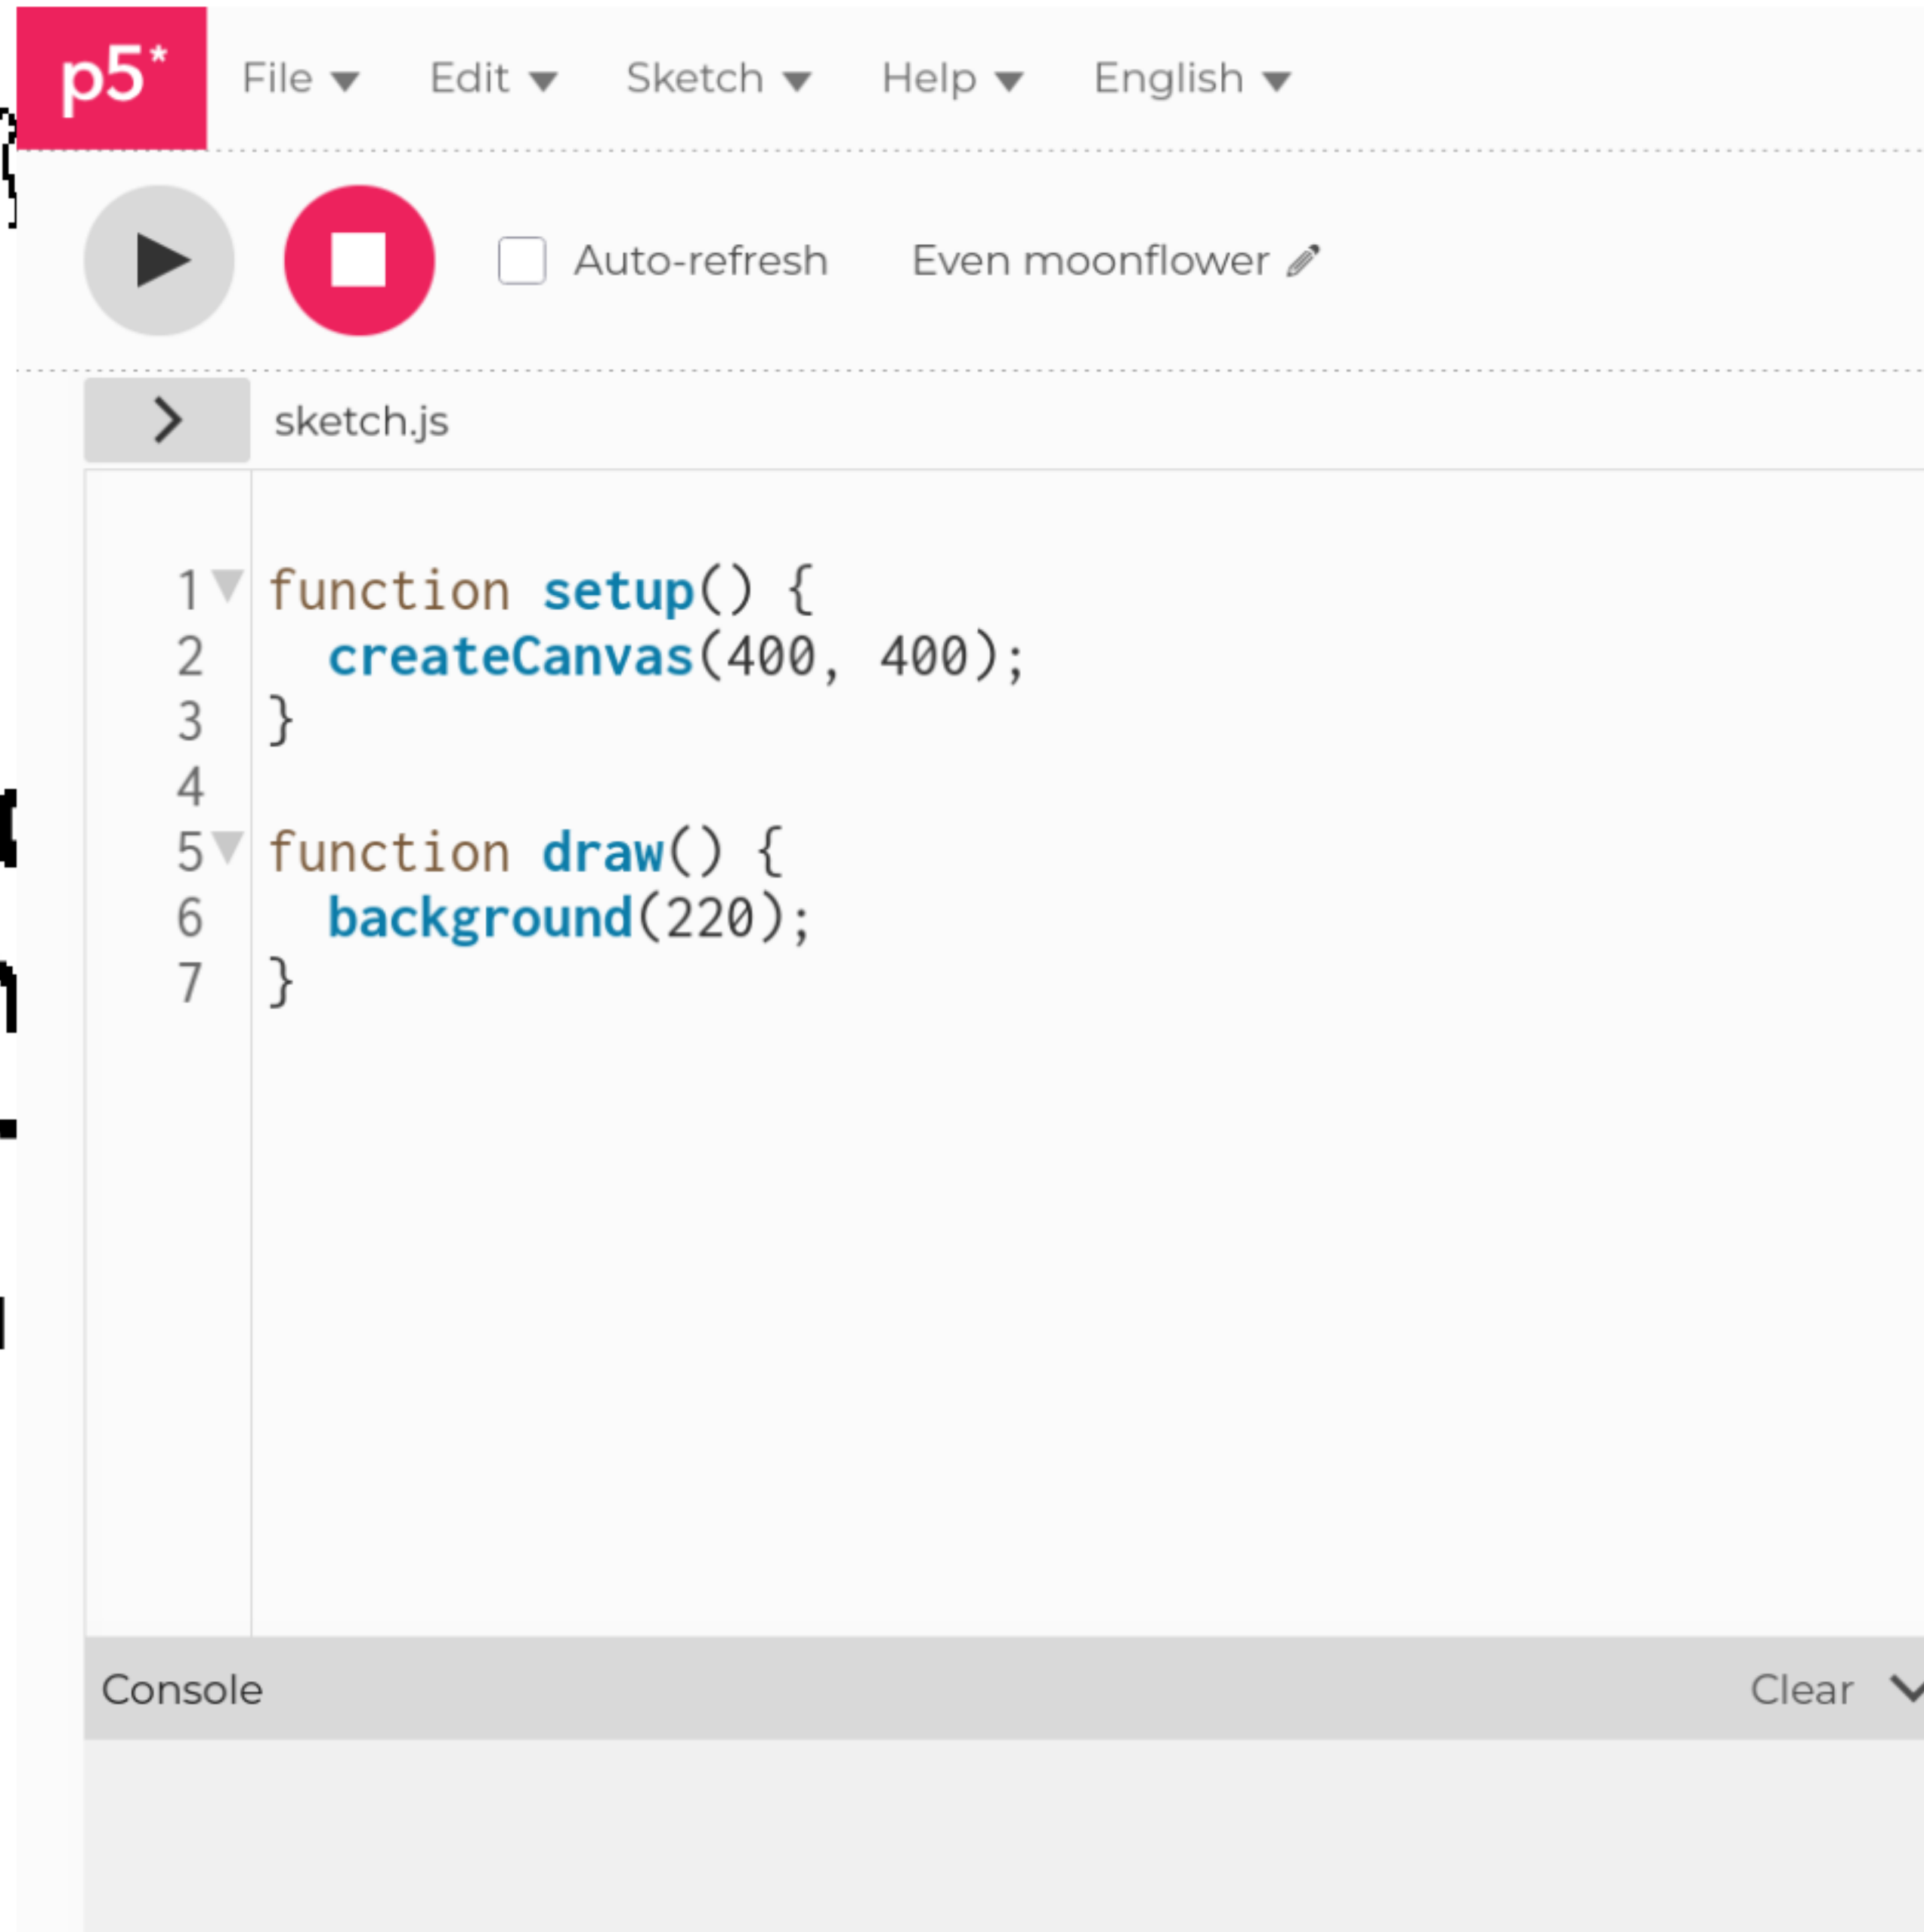 p5* File Edit Sketch Help English
Auto-refresh Even moonflower
sketch.js
1 function setup() {
2   createCanvas(400, 400);
3 }
4
5 function draw() {
6   background(220);
7 }
Console Clear